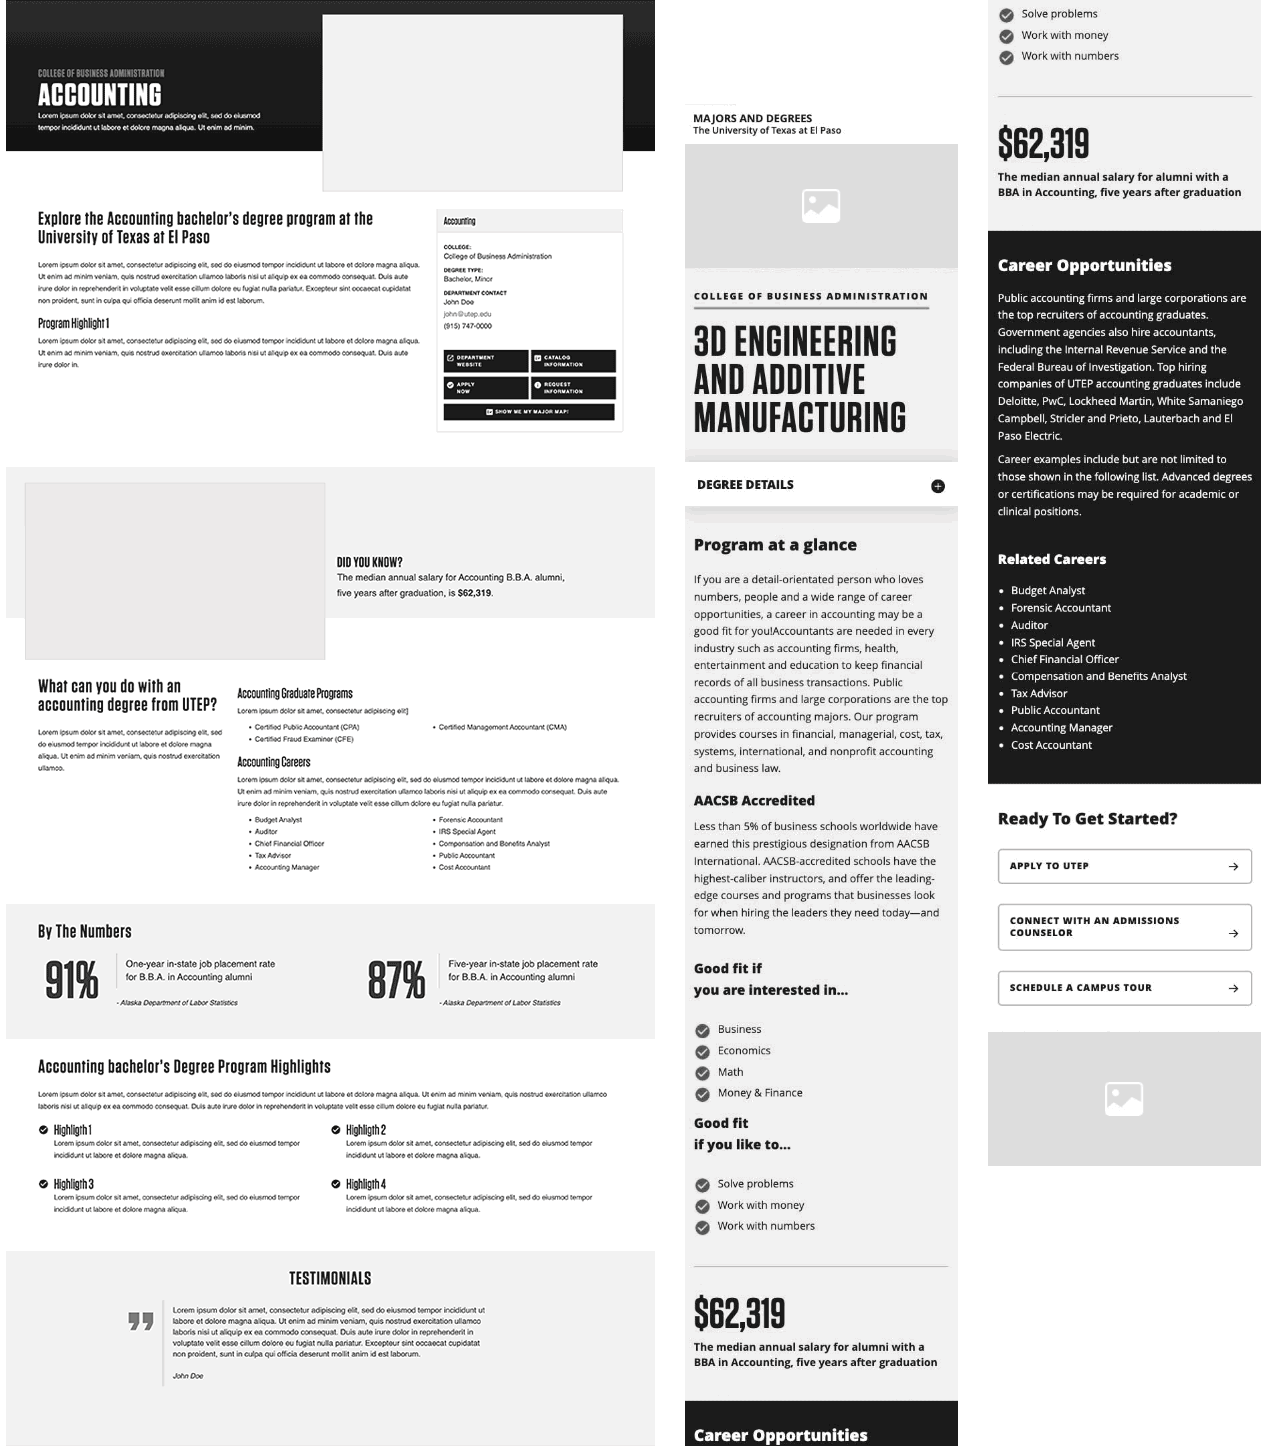 COLLEGE OF BUSINESS ADMINISTRATION
ACCOUNTING
Lorem ipsum dolor sit amet, consectetur adipiscing elit, sed do eiusmod
tempor incididunt ut labore et dolore magna aliqua. Ut enim ad minim.
Explore the Accounting bachelor's degree program at the
University of Texas at El Paso
Lorem ipsum dolor sit amet, consectetur adipiscing elit, sed do eiusmod tempor incididunt ut labore et dolore magna aliqua.
Ut enim ad minim veniam, quis nostrud exercitation ullamco laboris nisi ut aliquip ex ea commodo consequat. Duis aute
irure dolor in reprehenderit in voluptate velit esse cillum dolore eu fugiat nulla pariatur. Excepteur sint occaecat cupidatat
non proident, sunt in culpa qui officia deserunt mollit anim id est laborum.
Program Highlight 1
Lorem ipsum dolor sit amet, consectetur adipiscing elit, sed do eiusmod tempor incididunt ut labore et dolore magna aliqua.
Ut enim ad minim veniam, quis nostrud exercitation ullamco laboris nisi ut aliquip ex ea commodo consequat. Duis aute
irure dolor in.
Accounting
COLLEGE:
College of Business Administration
DEGREE TYPE:
Bachelor, Minor
DEPARTMENT CONTACT
John Doe
john@utep.edu
(915) 747-0000
DEPARTMENT WEBSITE
CATALOG INFORMATION
APPLY NOW
REQUEST INFORMATION
SHOW ME MY MAJOR MAP!
DID YOU KNOW?
The median annual salary for Accounting B.B.A. alumni,
five years after graduation, is $62,319.
What can you do with an
accounting degree from UTEP?
Lorem ipsum dolor sit amet, consectetur adipiscing elit, sed
do eiusmod tempor incididunt ut labore et dolore magna
aliqua. Ut enim ad minim veniam, quis nostrud exercitation
ullamco.
Accounting Graduate Programs
Lorem ipsum dolor sit amet, consectetur adipiscing elit]
• Certified Public Accountant (CPA)
• Certified Management Accountant (CMA)
• Certified Fraud Examiner (CFE)
Accounting Careers
Lorem ipsum dolor sit amet, consectetur adipiscing elit, sed do eiusmod tempor incididunt ut labore et dolore magna aliqua.
Ut enim ad minim veniam, quis nostrud exercitation ullamco laboris nisi ut aliquip ex ea commodo consequat. Duis aute
irure dolor in reprehenderit in voluptate velit esse cillum dolore eu fugiat nulla pariatur.
• Budget Analyst
• Forensic Accountant
• Auditor
• IRS Special Agent
• Chief Financial Officer
• Compensation and Benefits Analyst
• Tax Advisor
• Public Accountant
• Accounting Manager
• Cost Accountant
By The Numbers
91%
One-year in-state job placement rate
for B.B.A. in Accounting alumni
- Alaska Department of Labor Statistics
87%
Five-year in-state job placement rate
for B.B.A. in Accounting alumni
- Alaska Department of Labor Statistics
Accounting bachelor's Degree Program Highlights
Lorem ipsum dolor sit amet, consectetur adipiscing elit, sed do eiusmod tempor incididunt ut labore et dolore magna aliqua. Ut enim ad minim veniam, quis nostrud exercitation ullamco
laboris nisi ut aliquip ex ea commodo consequat. Duis aute irure dolor in reprehenderit in voluptate velit esse cillum dolore eu fugiat nulla pariatur.
Highligth 1
Lorem ipsum dolor sit amet, consectetur adipiscing elit, sed do eiusmod tempor
incididunt ut labore et dolore magna aliqua.
Highligth 2
Lorem ipsum dolor sit amet, consectetur adipiscing elit, sed do eiusmod tempor
incididunt ut labore et dolore magna aliqua.
Highligth 3
Lorem ipsum dolor sit amet, consectetur adipiscing elit, sed do eiusmod tempor
incididunt ut labore et dolore magna aliqua.
Highligth 4
Lorem ipsum dolor sit amet, consectetur adipiscing elit, sed do eiusmod tempor
incididunt ut labore et dolore magna aliqua.
TESTIMONIALS
Lorem ipsum dolor sit amet, consectetur adipiscing elit, sed do eiusmod tempor incididunt ut
labore et dolore magna aliqua. Ut enim ad minim veniam, quis nostrud exercitation ullamco
laboris nisi ut aliquip ex ea commodo consequat. Duis aute irure dolor in reprehenderit in
voluptate velit esse cillum dolore eu fugiat nulla pariatur. Excepteur sint occaecat cupidatat
non proident, sunt in culpa qui officia deserunt mollit anim id est laborum.
John Doe
MAJORS AND DEGREES
The University of Texas at El Paso
COLLEGE OF BUSINESS ADMINISTRATION
3D ENGINEERING
AND ADDITIVE
MANUFACTURING
DEGREE DETAILS
Program at a glance
If you are a detail-orientated person who loves
numbers, people and a wide range of career
opportunities, a career in accounting may be a
good fit for you!Accountants are needed in every
industry such as accounting firms, health,
entertainment and education to keep financial
records of all business transactions. Public
accounting firms and large corporations are the top
recruiters of accounting majors. Our program
provides courses in financial, managerial, cost, tax,
systems, international, and nonprofit accounting
and business law.
AACSB Accredited
Less than 5% of business schools worldwide have
earned this prestigious designation from AACSB
International. AACSB-accredited schools have the
highest-caliber instructors, and offer the leading-
edge courses and programs that businesses look
for when hiring the leaders they need today—and
tomorrow.
Good fit if
you are interested in...
Business
Economics
Math
Money & Finance
Good fit
if you like to...
Solve problems
Work with money
Work with numbers
$62,319
The median annual salary for alumni with a
BBA in Accounting, five years after graduation
Career Opportunities
Solve problems
Work with money
Work with numbers
$62,319
The median annual salary for alumni with a
BBA in Accounting, five years after graduation
Career Opportunities
Public accounting firms and large corporations are
the top recruiters of accounting graduates.
Government agencies also hire accountants,
including the Internal Revenue Service and the
Federal Bureau of Investigation. Top hiring
companies of UTEP accounting graduates include
Deloitte, PwC, Lockheed Martin, White Samaniego
Campbell, Stricler and Prieto, Lauterbach and El
Paso Electric.
Career examples include but are not limited to
those shown in the following list. Advanced degrees
or certifications may be required for academic or
clinical positions.
Related Careers
• Budget Analyst
• Forensic Accountant
• Auditor
• IRS Special Agent
• Chief Financial Officer
• Compensation and Benefits Analyst
• Tax Advisor
• Public Accountant
• Accounting Manager
• Cost Accountant
Ready To Get Started?
APPLY TO UTEP
CONNECT WITH AN ADMISSIONS
COUNSELOR
SCHEDULE A CAMPUS TOUR